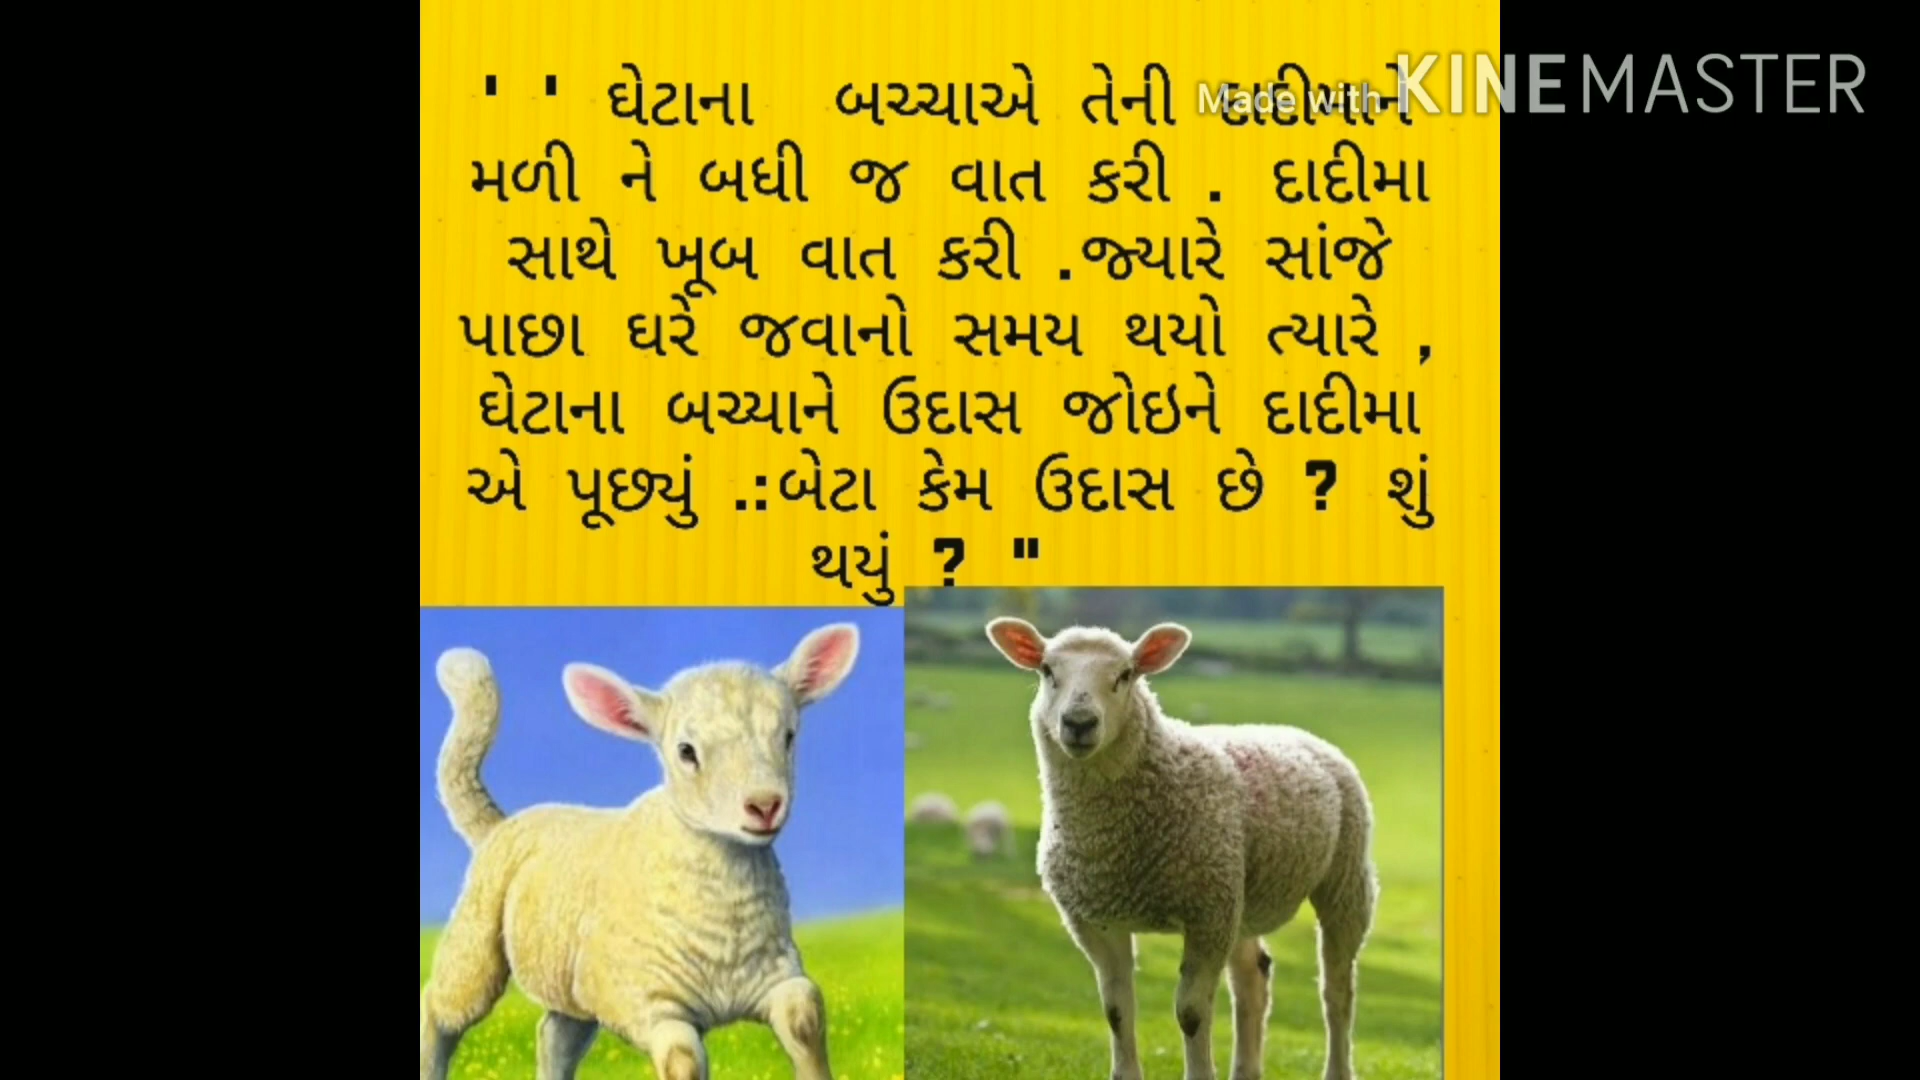 ' ' ઘેટાના બચ્ચાએ તેની દાદીમાને
Made with KINEMASTER
મળી ને બધી જ વાત કરી . દાદીમા
સાથે ખૂબ વાત કરી .જ્યારે સાંજે
પાછા ઘરે જવાનો સમય થયો ત્યારે ,
ઘેટાના બચ્ચાને ઉદાસ જોઇને દાદીમા
એ પૂછ્યું .:બેટા કેમ ઉદાસ છે ? શું
થયું ? "